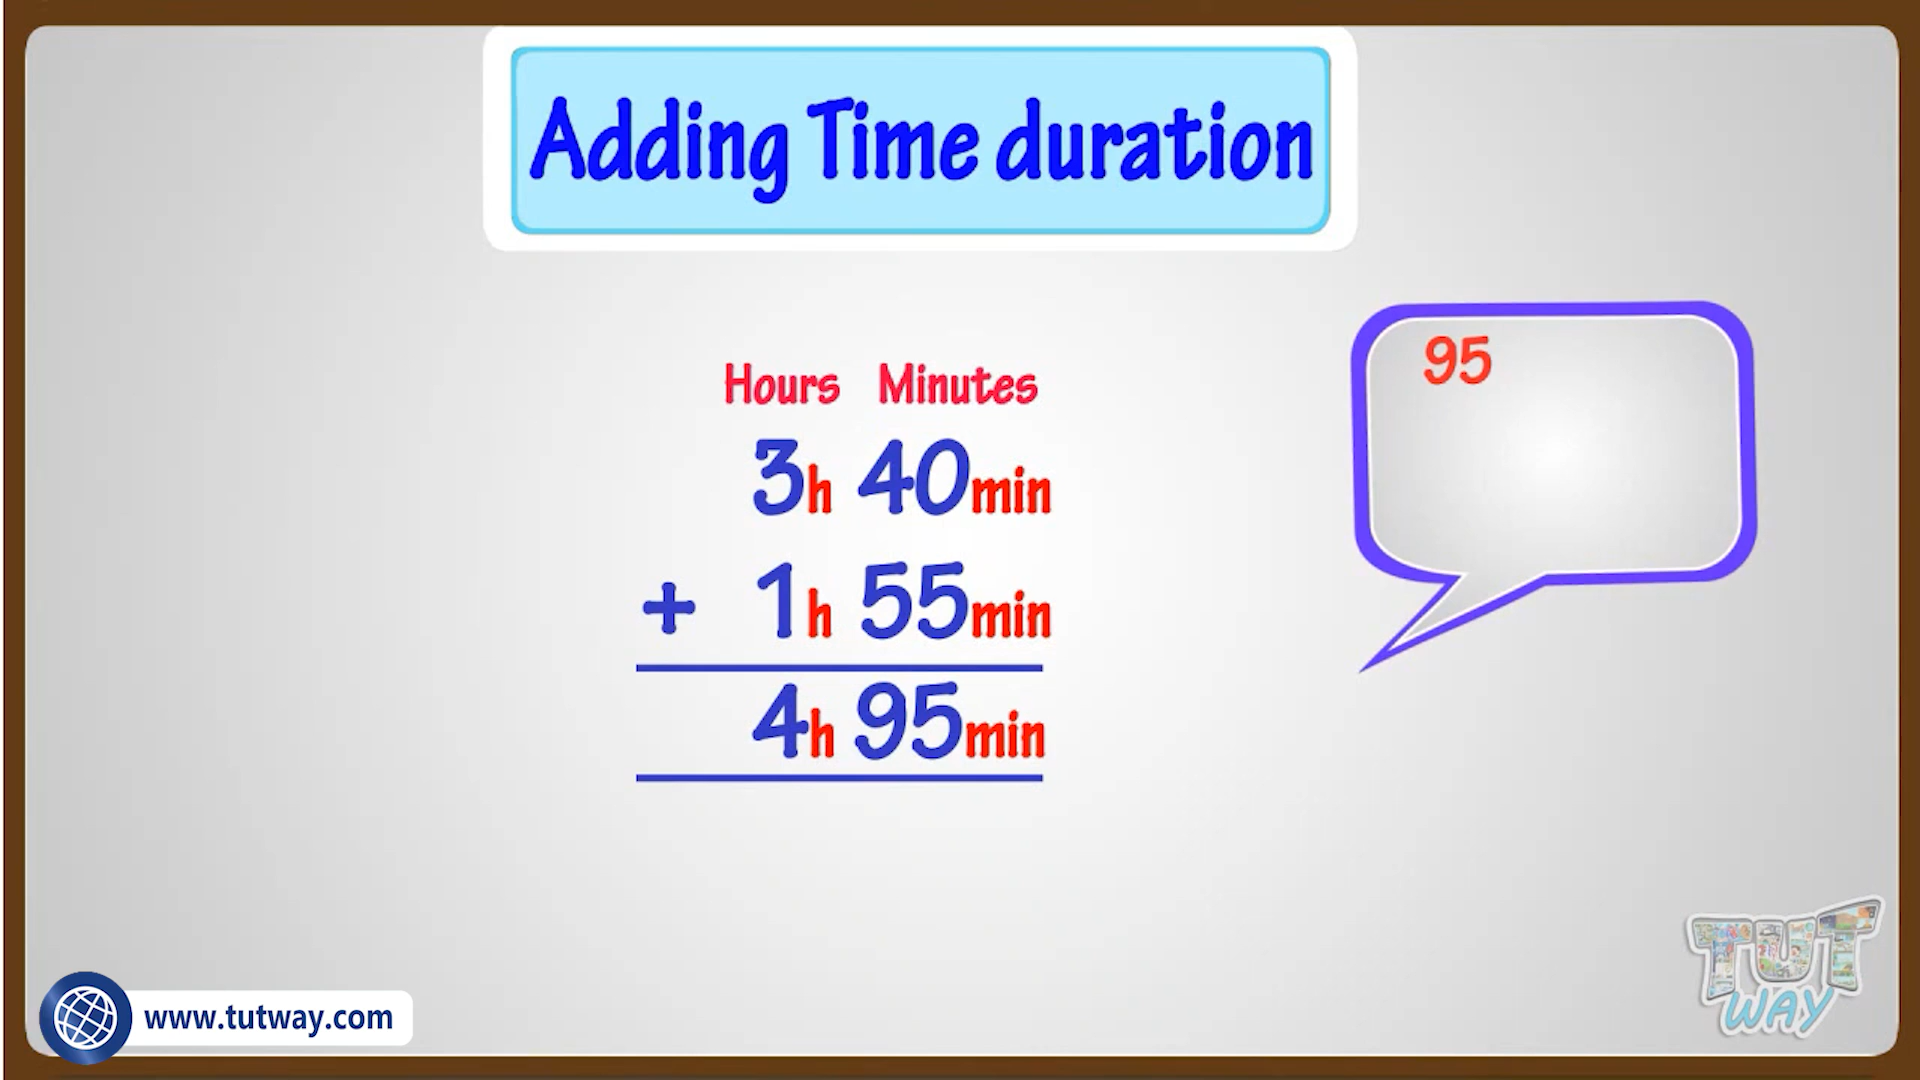 Adding Time duration
95
Hours Minutes
3h 40min
+ 1h 55min
4h 95min
www.tutway.com
TUT
WAY